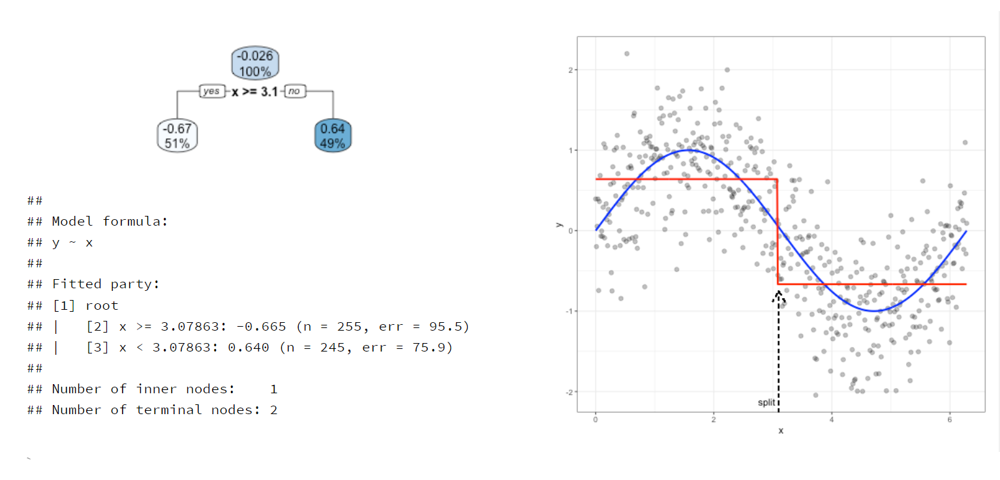 -0.026
100%
yes x >= 3.1 no
-0.67
51%
0.64
49%
##
## Model formula:
## y ~ x
##
## Fitted party:
## [1] root
## |   [2] x >= 3.07863: -0.665 (n = 255, err = 95.5)
## |   [3] x < 3.07863: 0.640 (n = 245, err = 75.9)
##
## Number of inner nodes:    1
## Number of terminal nodes: 2
`
2
1
0
-1
-2
y
split
0 2 4 6
x